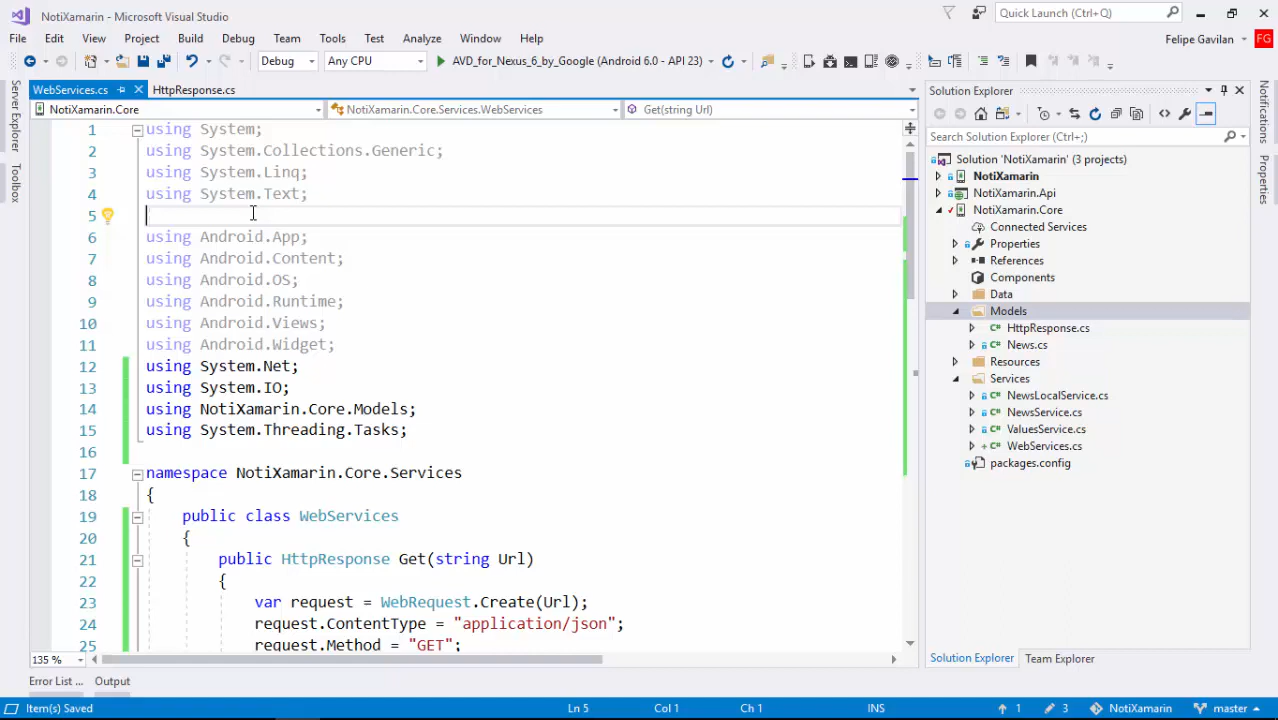 NotiXamarin - Microsoft Visual Studio
Quick Launch (Ctrl+Q)
File Edit View Project Build Debug Team Tools Test Analyze Window Help
Felipe Gavilan FG
Debug Any CPU AVD_for_Nexus_6_by_Google (Android 6.0 - API 23)
Server Explorer
Toolbox
WebServices.cs HttpResponse.cs
NotiXamarin.Core NotiXamarin.Core.Services.WebServices Get(string Url)
1 using System;
2 using System.Collections.Generic;
3 using System.Linq;
4 using System.Text;
5
6 using Android.App;
7 using Android.Content;
8 using Android.OS;
9 using Android.Runtime;
10 using Android.Views;
11 using Android.Widget;
12 using System.Net;
13 using System.IO;
14 using NotiXamarin.Core.Models;
15 using System.Threading.Tasks;
16
17 namespace NotiXamarin.Core.Services
18 {
19 public class WebServices
20 {
21 public HttpResponse Get(string Url)
22 {
23 var request = WebRequest.Create(Url);
24 request.ContentType = "application/json";
25 request.Method = "GET";
135 %
Solution Explorer
Search Solution Explorer (Ctrl+;)
Solution 'NotiXamarin' (3 projects)
NotiXamarin
NotiXamarin.Api
NotiXamarin.Core
Connected Services
Properties
References
Components
Data
Models
HttpResponse.cs
News.cs
Resources
Services
NewsLocalService.cs
NewsService.cs
ValuesService.cs
WebServices.cs
packages.config
Solution Explorer Team Explorer
Notifications
Properties
Error List ... Output
Item(s) Saved Ln 5 Col 1 Ch 1 INS 1 3 NotiXamarin master